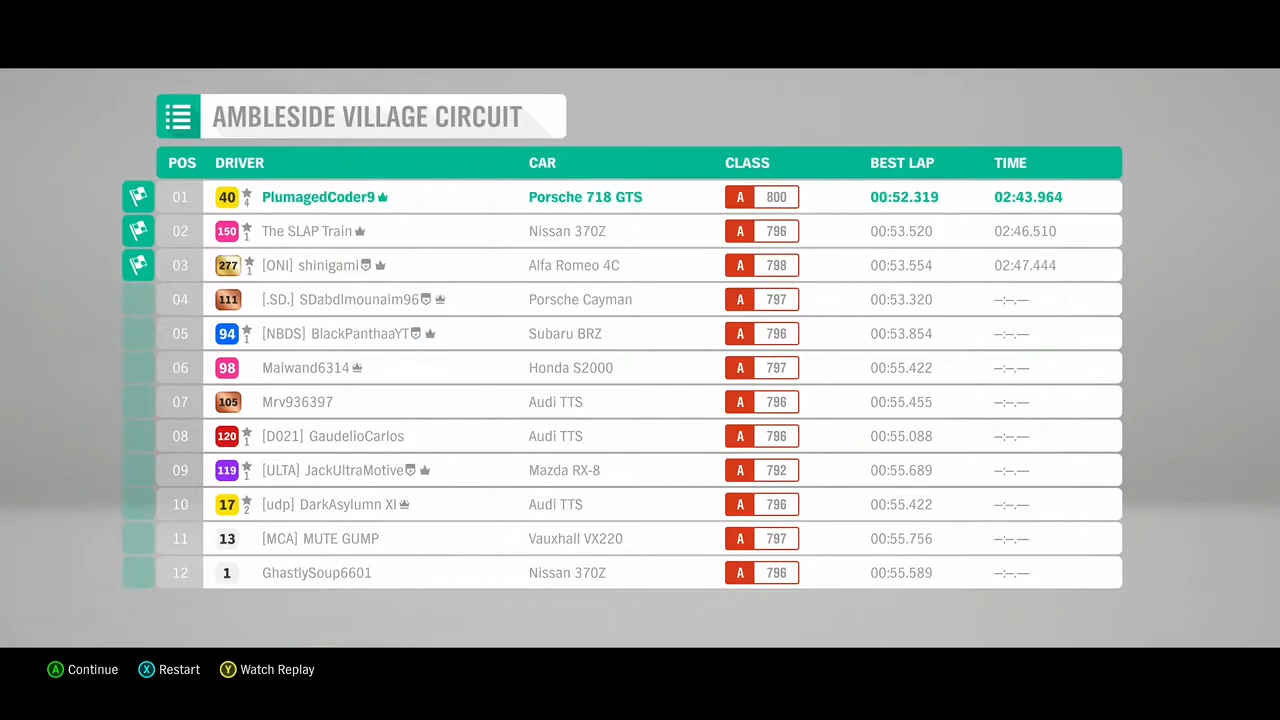 AMBLESIDE VILLAGE CIRCUIT
POS DRIVER CAR CLASS BEST LAP TIME
01 40 4 PlumagedCoder9 Porsche 718 GTS A 800 00:52.319 02:43.964
02 150 1 The SLAP Train Nissan 370Z A 796 00:53.520 02:46.510
03 277 1 [ONI] shinigami Alfa Romeo 4C A 798 00:53.554 02:47.444
04 111 [.SD.] SDabdlmounaim96 Porsche Cayman A 797 00:53.320 --:--.---
05 94 1 [NBDS] BlackPanthaaYT Subaru BRZ A 796 00:53.854 --:--.---
06 98 Maiwand6314 Honda S2000 A 797 00:55.422 --:--.---
07 105 Mrv936397 Audi TTS A 796 00:55.455 --:--.---
08 120 1 [D021] GaudelioCarlos Audi TTS A 796 00:55.088 --:--.---
09 119 1 [ULTA] JackUltraMotive Mazda RX-8 A 792 00:55.689 --:--.---
10 17 2 [udp] DarkAsylumn XI Audi TTS A 796 00:55.422 --:--.---
11 13 [MCA] MUTE GUMP Vauxhall VX220 A 797 00:55.756 --:--.---
12 1 GhastlySoup6601 Nissan 370Z A 796 00:55.589 --:--.---
A Continue X Restart Y Watch Replay